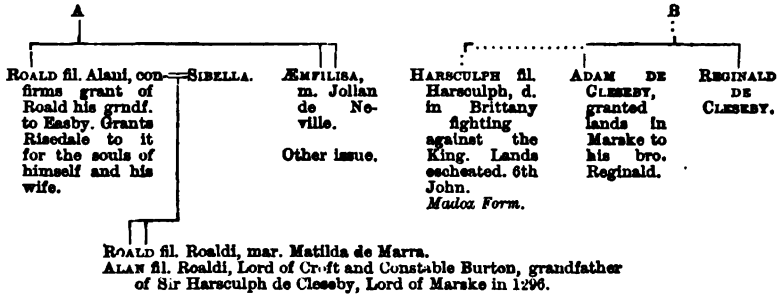 A
B
ROALD fil. Alani, con-
firms grant of
Roald his grndf.
to Easby. Grants
Risedale to it
for the souls of
himself and his
wife.
SIBELLA.
ÆMFILISA,
m. Jollan
de Ne-
ville.
Other issue.
HARSCULPH fil.
Harsculph, d.
in Brittany
fighting
against the
King. Lands
escheated. 6th
John.
Madox Form.
ADAM DE
CLESEBY,
granted
lands in
Marske to
his bro.
Reginald.
REGINALD
DE
CLESEBY.
ROALD fil. Roaldi, mar. Matilda de Marra.
ALAN fil. Roaldi, Lord of Croft and Constable Burton, grandfather
of Sir Harsculph de Cleseby, Lord of Marske in 1296.